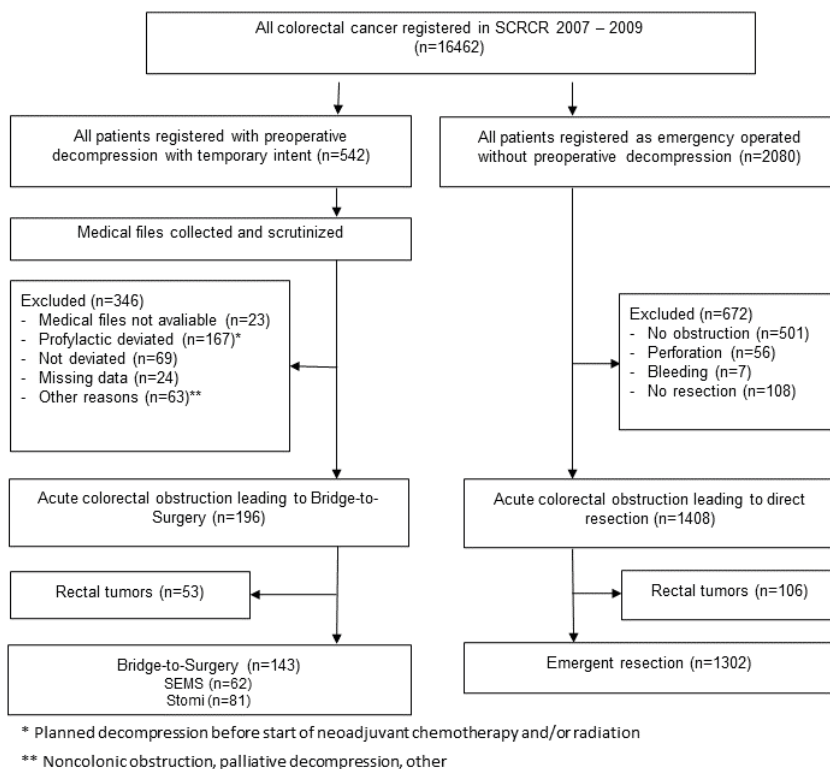 All colorectal cancer registered in SCRCR 2007 – 2009
(n=16462)
All patients registered with preoperative
decompression with temporary intent (n=542)
All patients registered as emergency operated
without preoperative decompression (n=2080)
Medical files collected and scrutinized
Excluded (n=346)
- Medical files not avaliable (n=23)
- Profylactic deviated (n=167)*
- Not deviated (n=69)
- Missing data (n=24)
- Other reasons (n=63)**
Excluded (n=672)
- No obstruction (n=501)
- Perforation (n=56)
- Bleeding (n=7)
- No resection (n=108)
Acute colorectal obstruction leading to Bridge-to-
Surgery (n=196)
Acute colorectal obstruction leading to direct
resection (n=1408)
Rectal tumors (n=53)
Rectal tumors (n=106)
Bridge-to-Surgery (n=143)
SEMS (n=62)
Stomi (n=81)
Emergent resection (n=1302)
* Planned decompression before start of neoadjuvant chemotherapy and/or radiation
** Noncolonic obstruction, palliative decompression, other